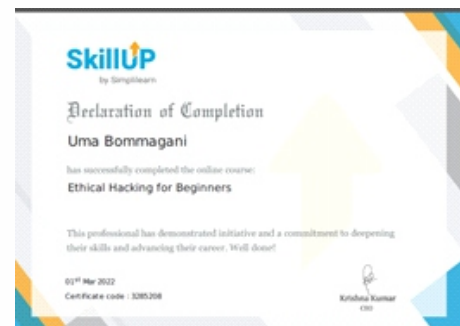 SkillUP
by Simplilearn
Declaration of Completion
Uma Bommagani
has successfully completed the online course:
Ethical Hacking for Beginners
This professional has demonstrated initiative and a commitment to deepening
their skills and advancing their career. Well done!
01st Mar 2022
Certificate code : 3285208
Krishna Kumar
CEO